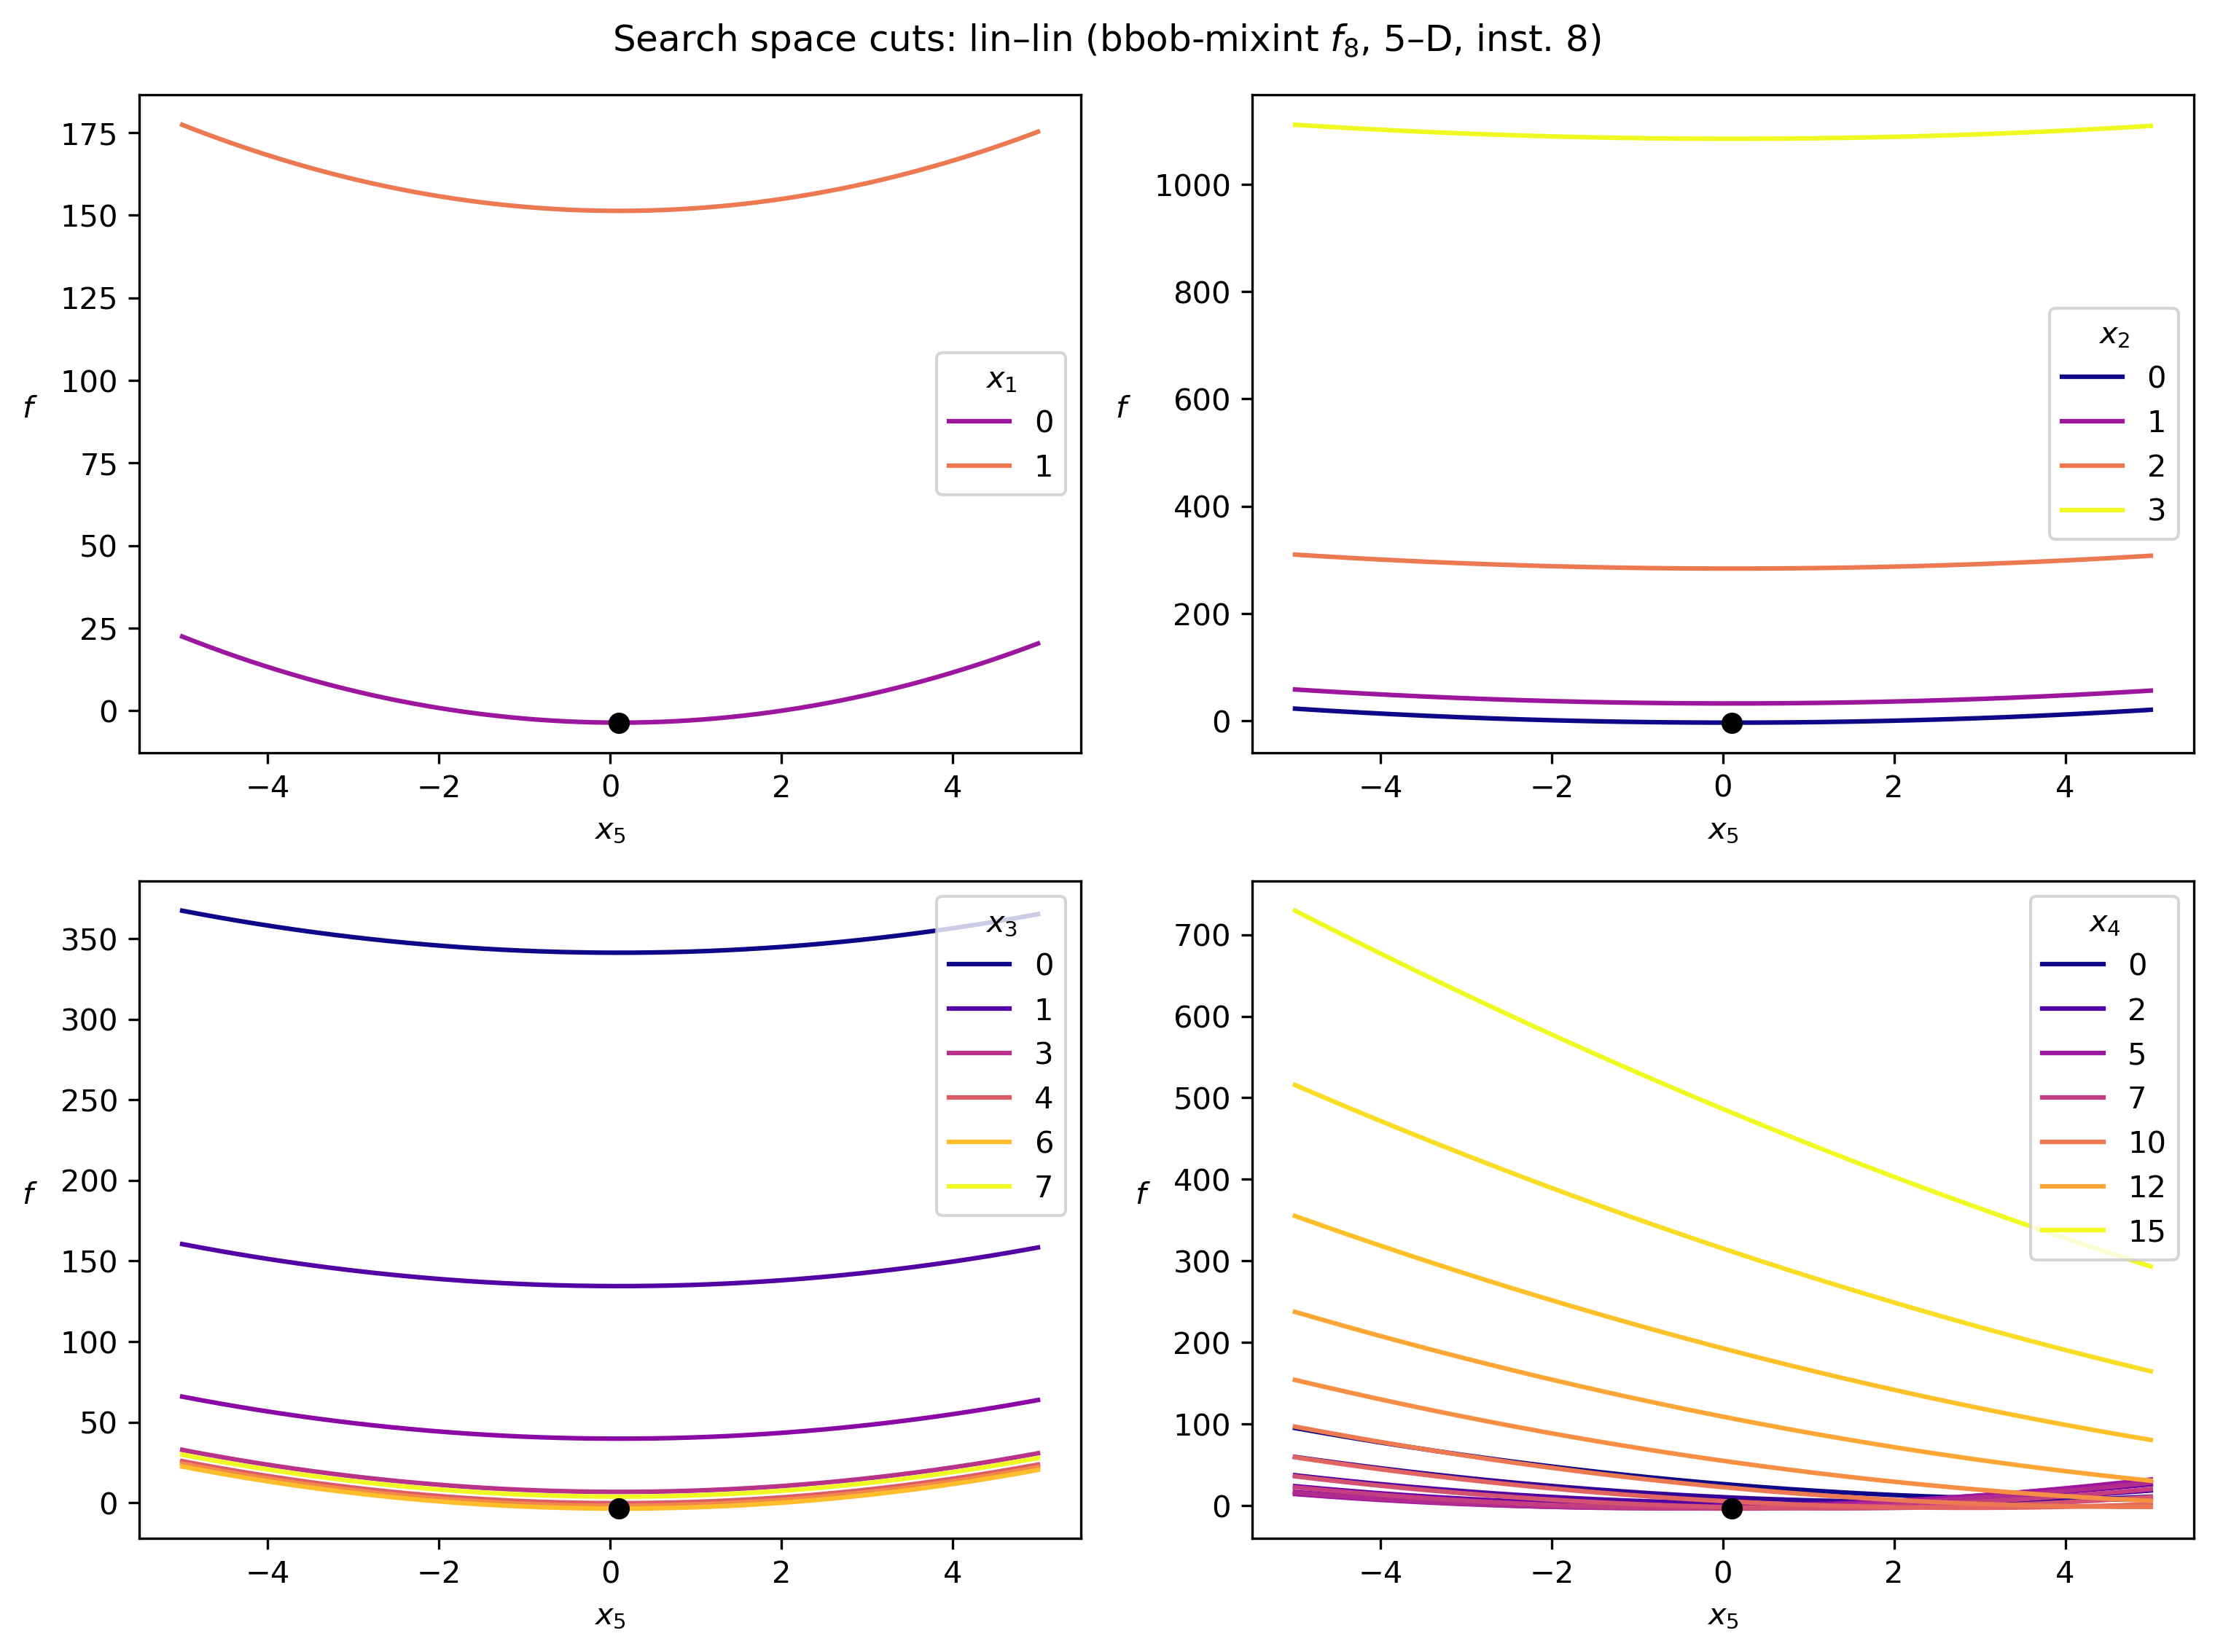 Search space cuts: lin–lin (bbob-mixint f8, 5–D, inst. 8)
175
150
125
100
75
50
25
0
f
x1
0
1
−4 −2 0 2 4
x5
1000
800
600
400
200
0
f
x2
0
1
2
3
−4 −2 0 2 4
x5
350
300
250
200
150
100
50
0
f
x3
0
1
3
4
6
7
−4 −2 0 2 4
x5
700
600
500
400
300
200
100
0
f
x4
0
2
5
7
10
12
15
−4 −2 0 2 4
x5